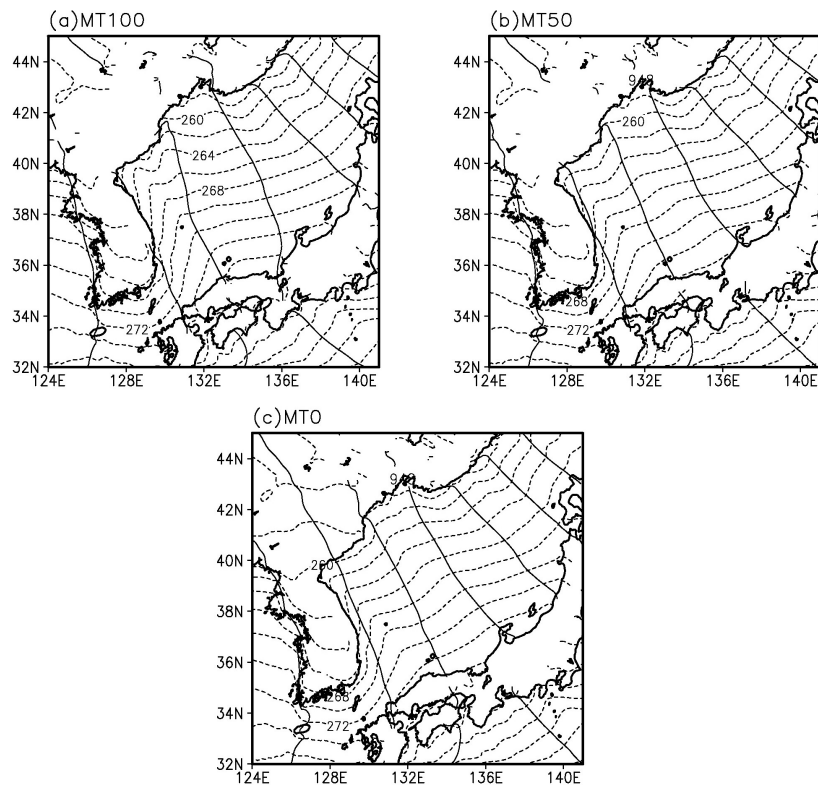 (a)MT100
(b)MT50
44N
42N
40N
38N
36N
34N
32N
124E
128E
132E
136E
140E
260
264
268
272
44N
42N
40N
38N
36N
34N
32N
124E
128E
132E
136E
140E
260
268
272
(c)MT0
44N
42N
40N
38N
36N
34N
32N
124E
128E
132E
136E
140E
260
268
272